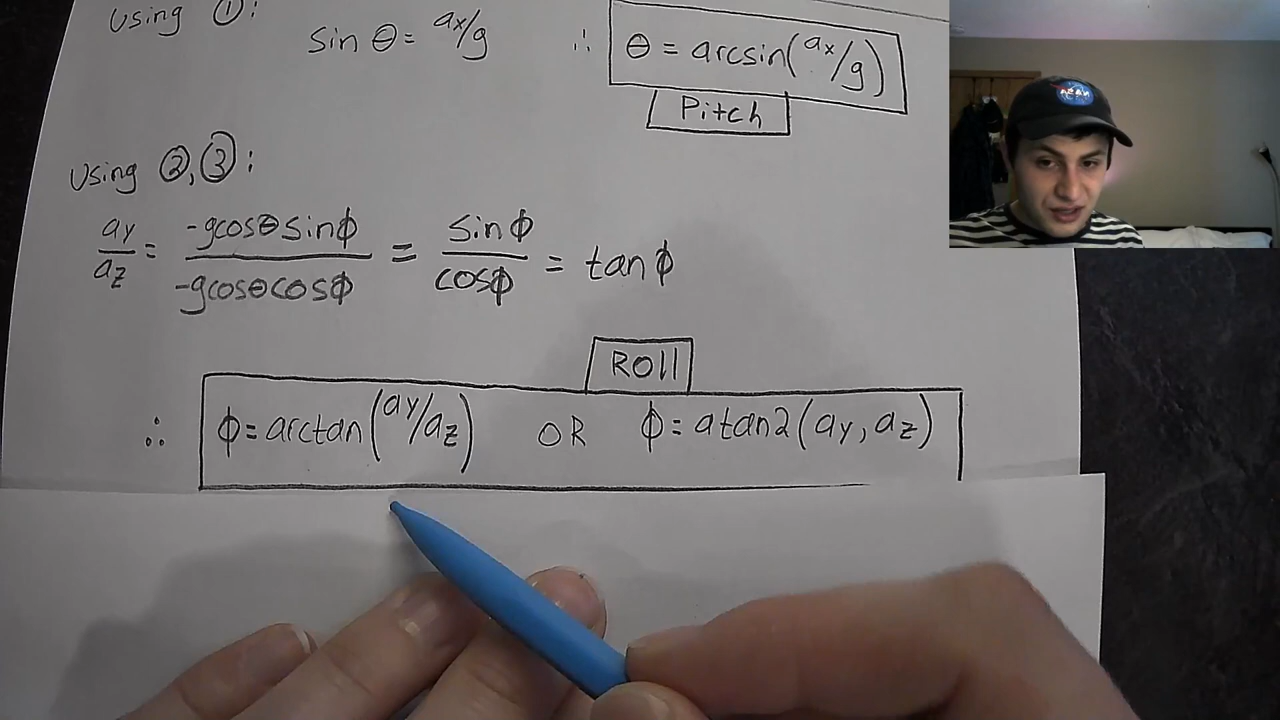 Using ①:
sin θ = ax/g ∴ θ = arcsin(ax/g)
Pitch
Using ②,③:
ay/az = -gcosθsinϕ/-gcosθcosϕ = sinϕ/cosϕ = tanϕ
Roll
∴ ϕ = arctan(ay/az) OR ϕ = atan2(ay, az)
NASA